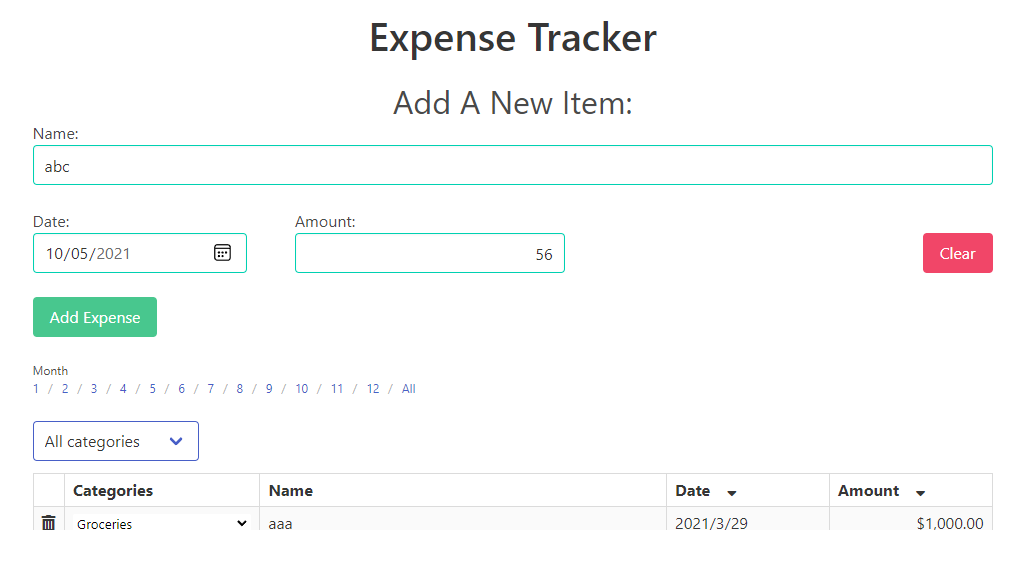 Expense Tracker
Add A New Item:
Name:
abc
Date:
Amount:
10/05/2021
56
Clear
Add Expense
Month
1 / 2 / 3 / 4 / 5 / 6 / 7 / 8 / 9 / 10 / 11 / 12 / All
All categories
Categories Name Date Amount
Groceries aaa 2021/3/29 $1,000.00